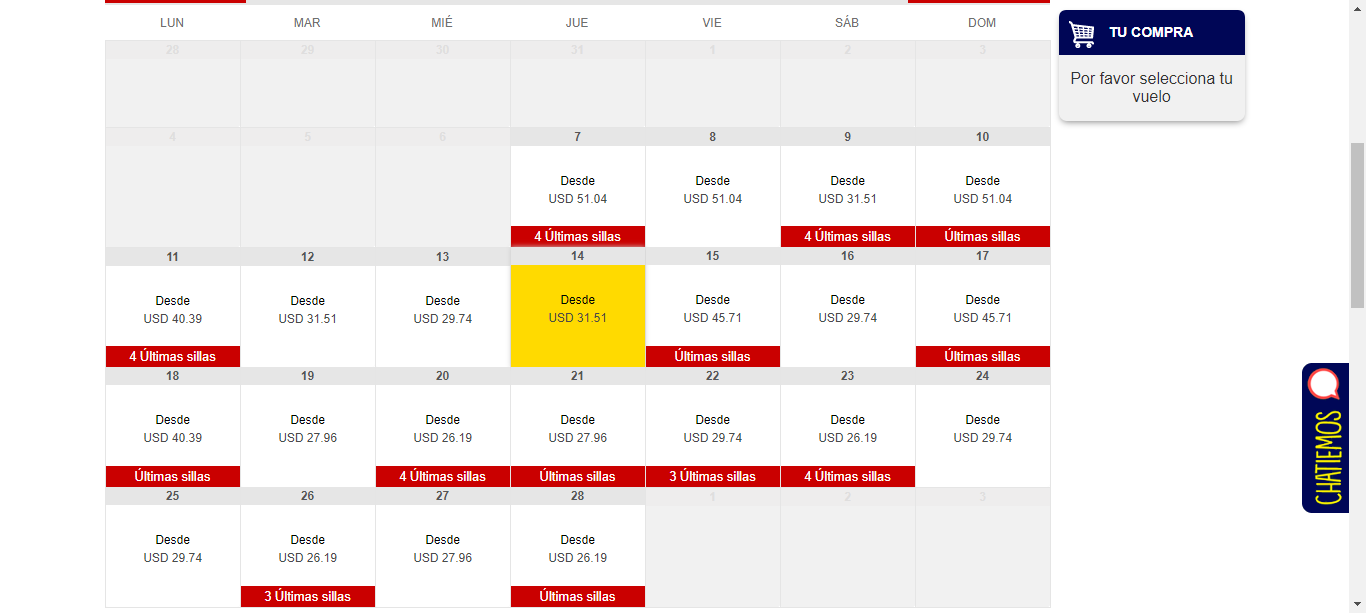 LUN MAR MIÉ JUE VIE SÁB DOM
TU COMPRA
Por favor selecciona tu
vuelo
28 29 30 31 1 2 3
4 5 6 7 8 9 10
Desde Desde Desde Desde
USD 51.04 USD 51.04 USD 31.51 USD 51.04
4 Últimas sillas 4 Últimas sillas Últimas sillas
11 12 13 14 15 16 17
Desde Desde Desde Desde Desde Desde Desde
USD 40.39 USD 31.51 USD 29.74 USD 31.51 USD 45.71 USD 29.74 USD 45.71
4 Últimas sillas Últimas sillas Últimas sillas
18 19 20 21 22 23 24
Desde Desde Desde Desde Desde Desde Desde
USD 40.39 USD 27.96 USD 26.19 USD 27.96 USD 29.74 USD 26.19 USD 29.74
Últimas sillas 4 Últimas sillas Últimas sillas 3 Últimas sillas 4 Últimas sillas
25 26 27 28 1 2 3
Desde Desde Desde Desde
USD 29.74 USD 26.19 USD 27.96 USD 26.19
3 Últimas sillas Últimas sillas
CHATIEMOS